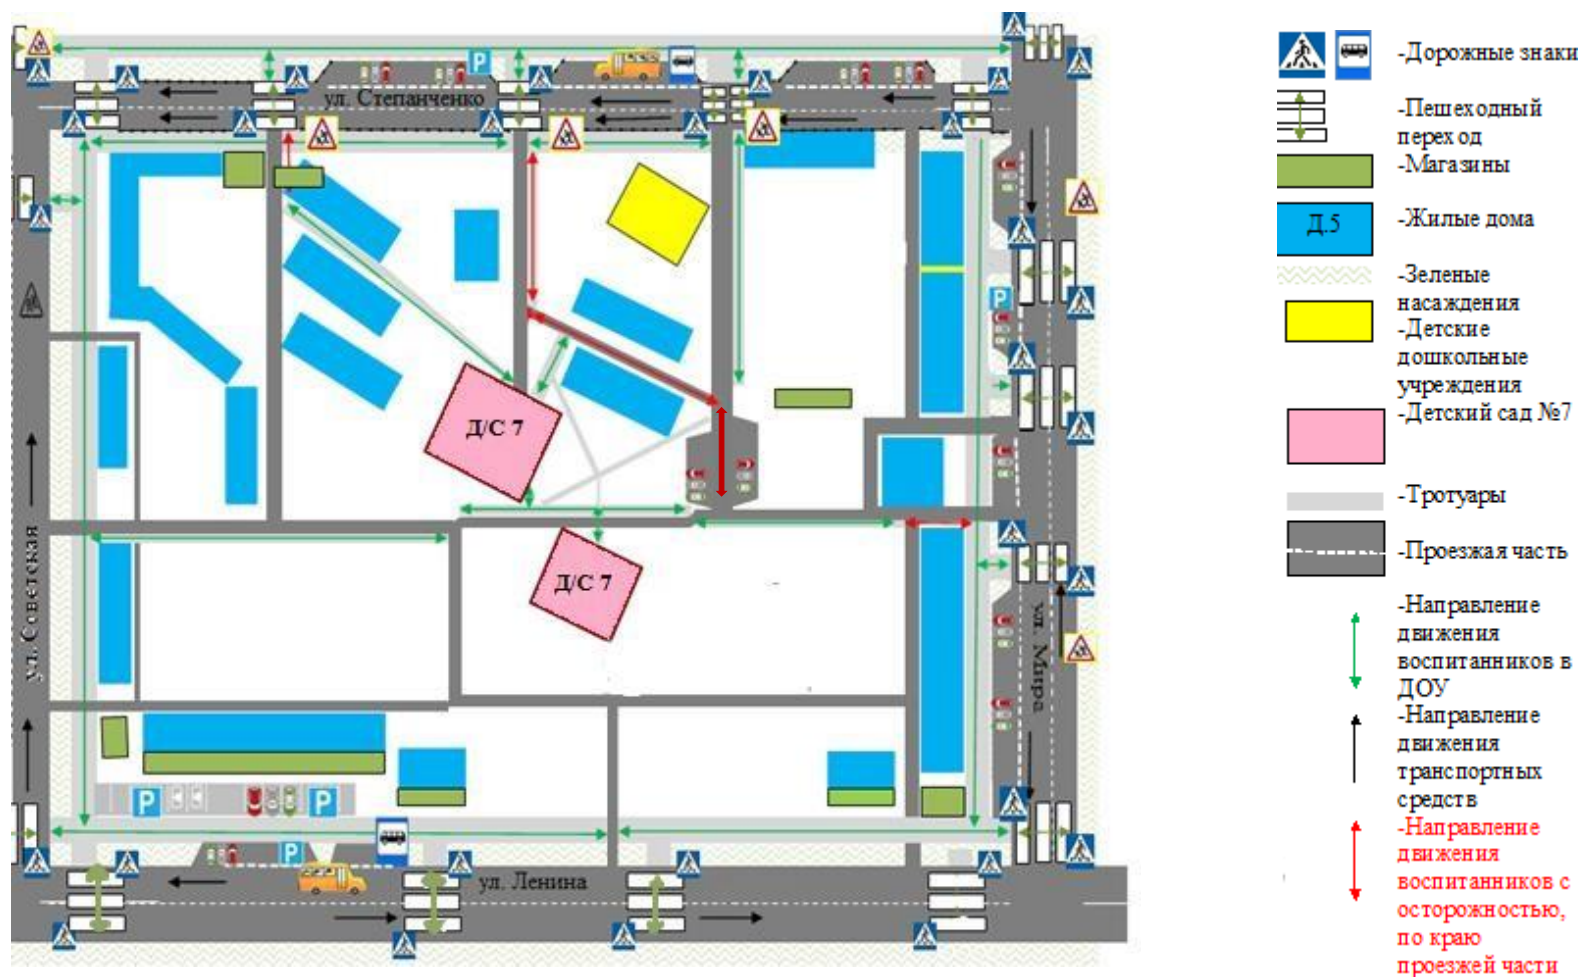 P
ул. Степанченко
Д/С 7
P
Д/С 7
ул. Советская
ул. Мира
P
P
P
ул. Ленина
-Дорожные знаки
-Пешеходный
переход
-Магазины
Д.5
-Жилые дома
-Зеленые
насаждения
-Детские
дошкольные
учреждения
-Детский сад №7
-Тротуары
-Проезжая часть
-Направление
движения
воспитанников в
ДОУ
-Направление
движения
транспортных
средств
-Направление
движения
воспитанников с
осторожностью,
по краю
проезжей части